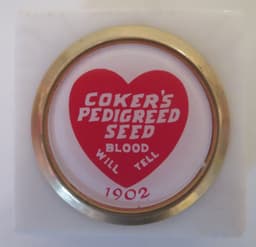 COKER'S
PEDIGREED
SEED
BLOOD
WILL TELL
1902